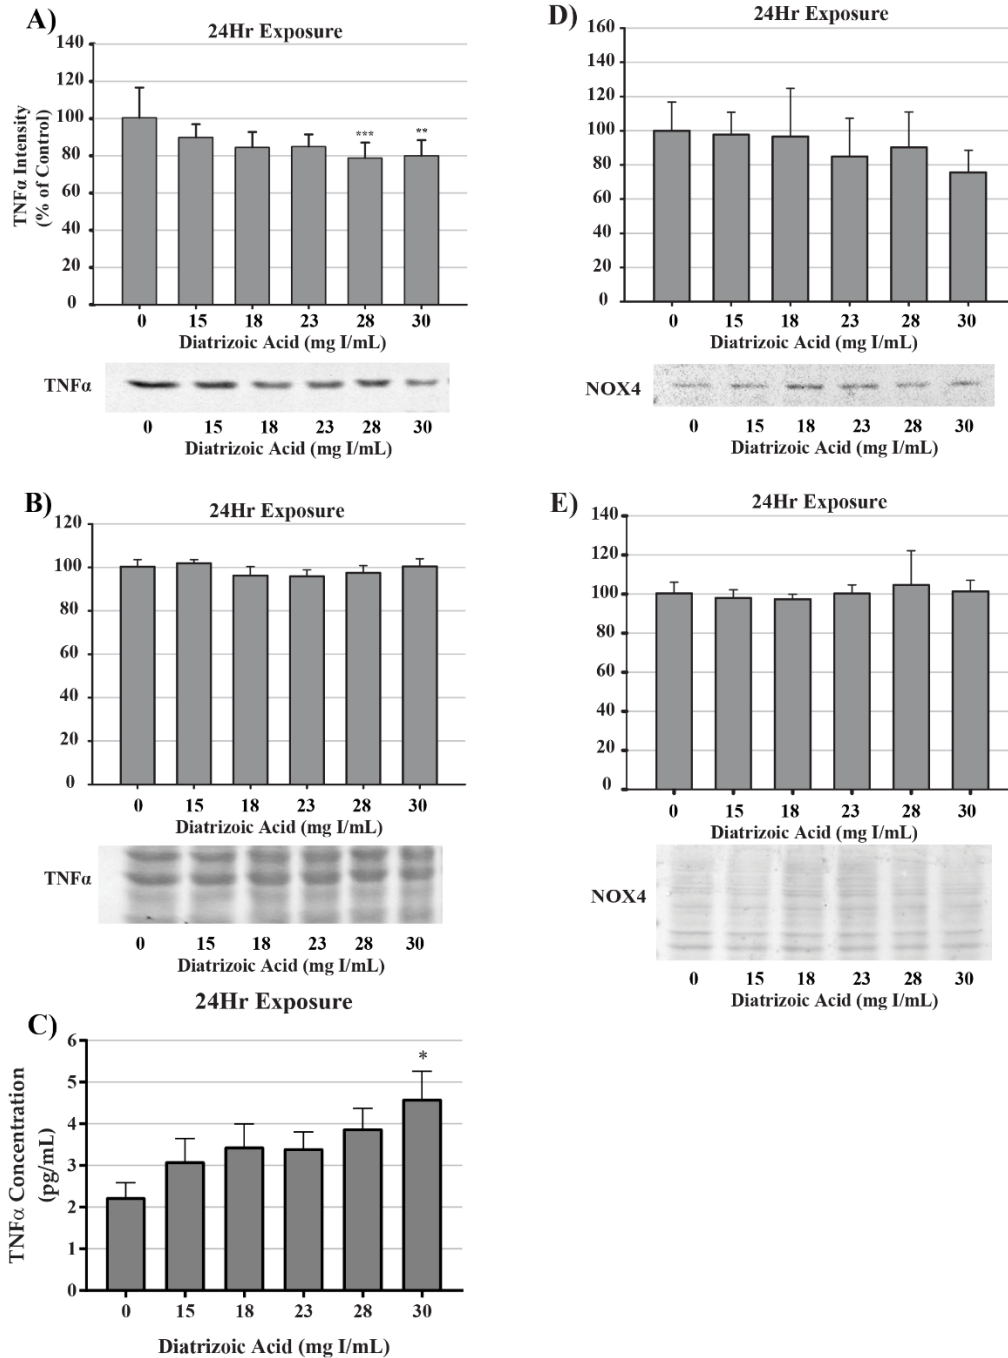 A)
24Hr Exposure
TNFα Intensity
(% of Control)
140
120
100
80
60
40
20
0
*** **
0 15 18 23 28 30
Diatrizoic Acid (mg I/mL)
TNFα
0 15 18 23 28 30
Diatrizoic Acid (mg I/mL)
B)
24Hr Exposure
120
100
80
60
40
20
0
0 15 18 23 28 30
Diatrizoic Acid (mg I/mL)
TNFα
0 15 18 23 28 30
Diatrizoic Acid (mg I/mL)
C)
24Hr Exposure
TNFα Concentration
(pg/mL)
6
5
4
3
2
1
0
*
0 15 18 23 28 30
Diatrizoic Acid (mg I/mL)
D)
24Hr Exposure
160
140
120
100
80
60
40
20
0
0 15 18 23 28 30
Diatrizoic Acid (mg I/mL)
NOX4
0 15 18 23 28 30
Diatrizoic Acid (mg I/mL)
E)
24Hr Exposure
140
120
100
80
60
40
20
0
0 15 18 23 28 30
Diatrizoic Acid (mg I/mL)
NOX4
0 15 18 23 28 30
Diatrizoic Acid (mg I/mL)